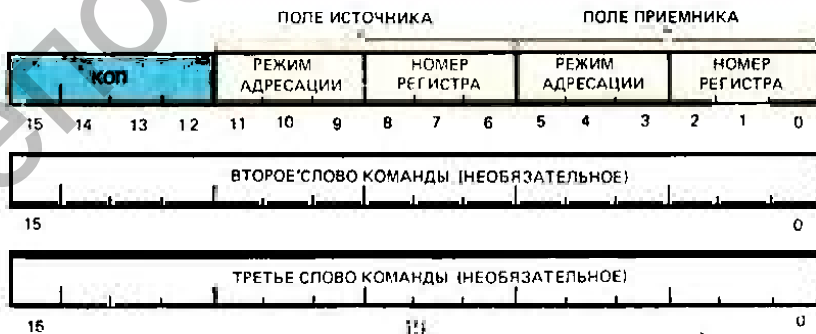 ПОЛЕ ИСТОЧНИКА ПОЛЕ ПРИЕМНИКА
КОП РЕЖИМ АДРЕСАЦИИ НОМЕР РЕГИСТРА РЕЖИМ АДРЕСАЦИИ НОМЕР РЕГИСТРА
15 14 13 12 11 10 9 8 7 6 5 4 3 2 1 0
ВТОРОЕ СЛОВО КОМАНДЫ (НЕОБЯЗАТЕЛЬНОЕ)
15 0
ТРЕТЬЕ СЛОВО КОМАНДЫ (НЕОБЯЗАТЕЛЬНОЕ)
15 0